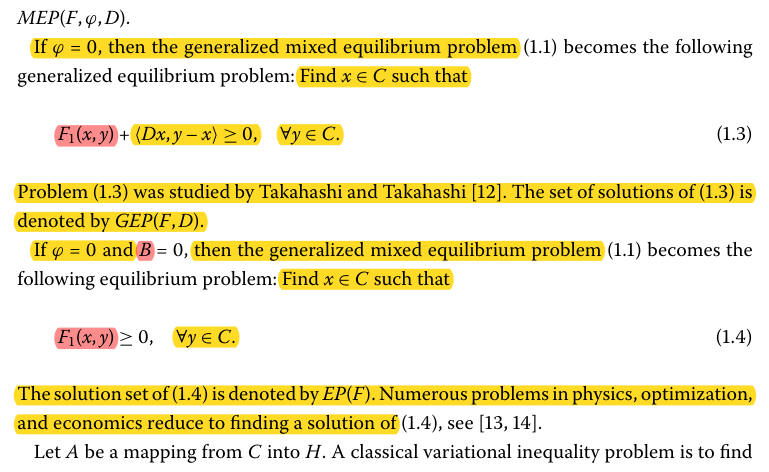 MEP(F, φ, D).
If φ = 0, then the generalized mixed equilibrium problem (1.1) becomes the following
generalized equilibrium problem: Find x ∈ C such that
F₁(x, y) + ⟨Dx, y – x⟩ ≥ 0, ∀y ∈ C. (1.3)
Problem (1.3) was studied by Takahashi and Takahashi [12]. The set of solutions of (1.3) is
denoted by GEP(F, D).
If φ = 0 and B = 0, then the generalized mixed equilibrium problem (1.1) becomes the
following equilibrium problem: Find x ∈ C such that
F₁(x, y) ≥ 0, ∀y ∈ C. (1.4)
The solution set of (1.4) is denoted by EP(F). Numerous problems in physics, optimization,
and economics reduce to finding a solution of (1.4), see [13, 14].
Let A be a mapping from C into H. A classical variational inequality problem is to find